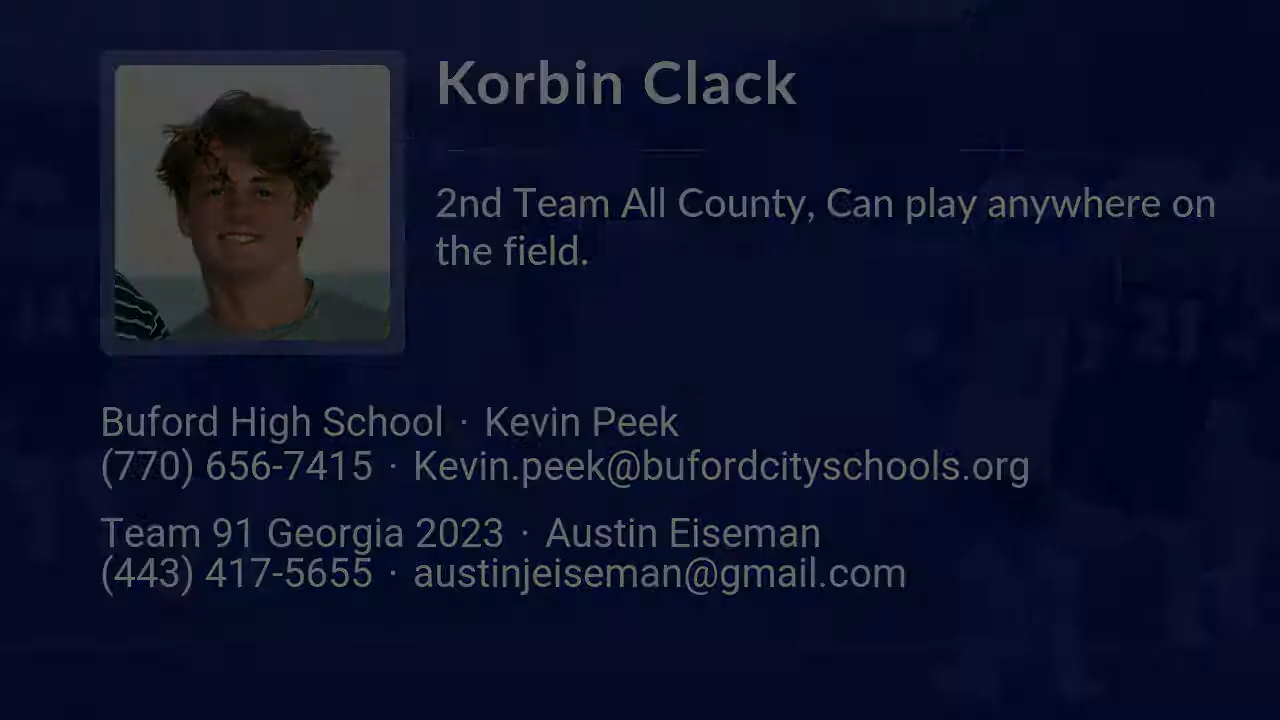 Korbin Clack
2nd Team All County, Can play anywhere on
the field.
Buford High School · Kevin Peek
(770) 656-7415 · Kevin.peek@bufordcityschools.org
Team 91 Georgia 2023 · Austin Eiseman
(443) 417-5655 · austinjeiseman@gmail.com
21